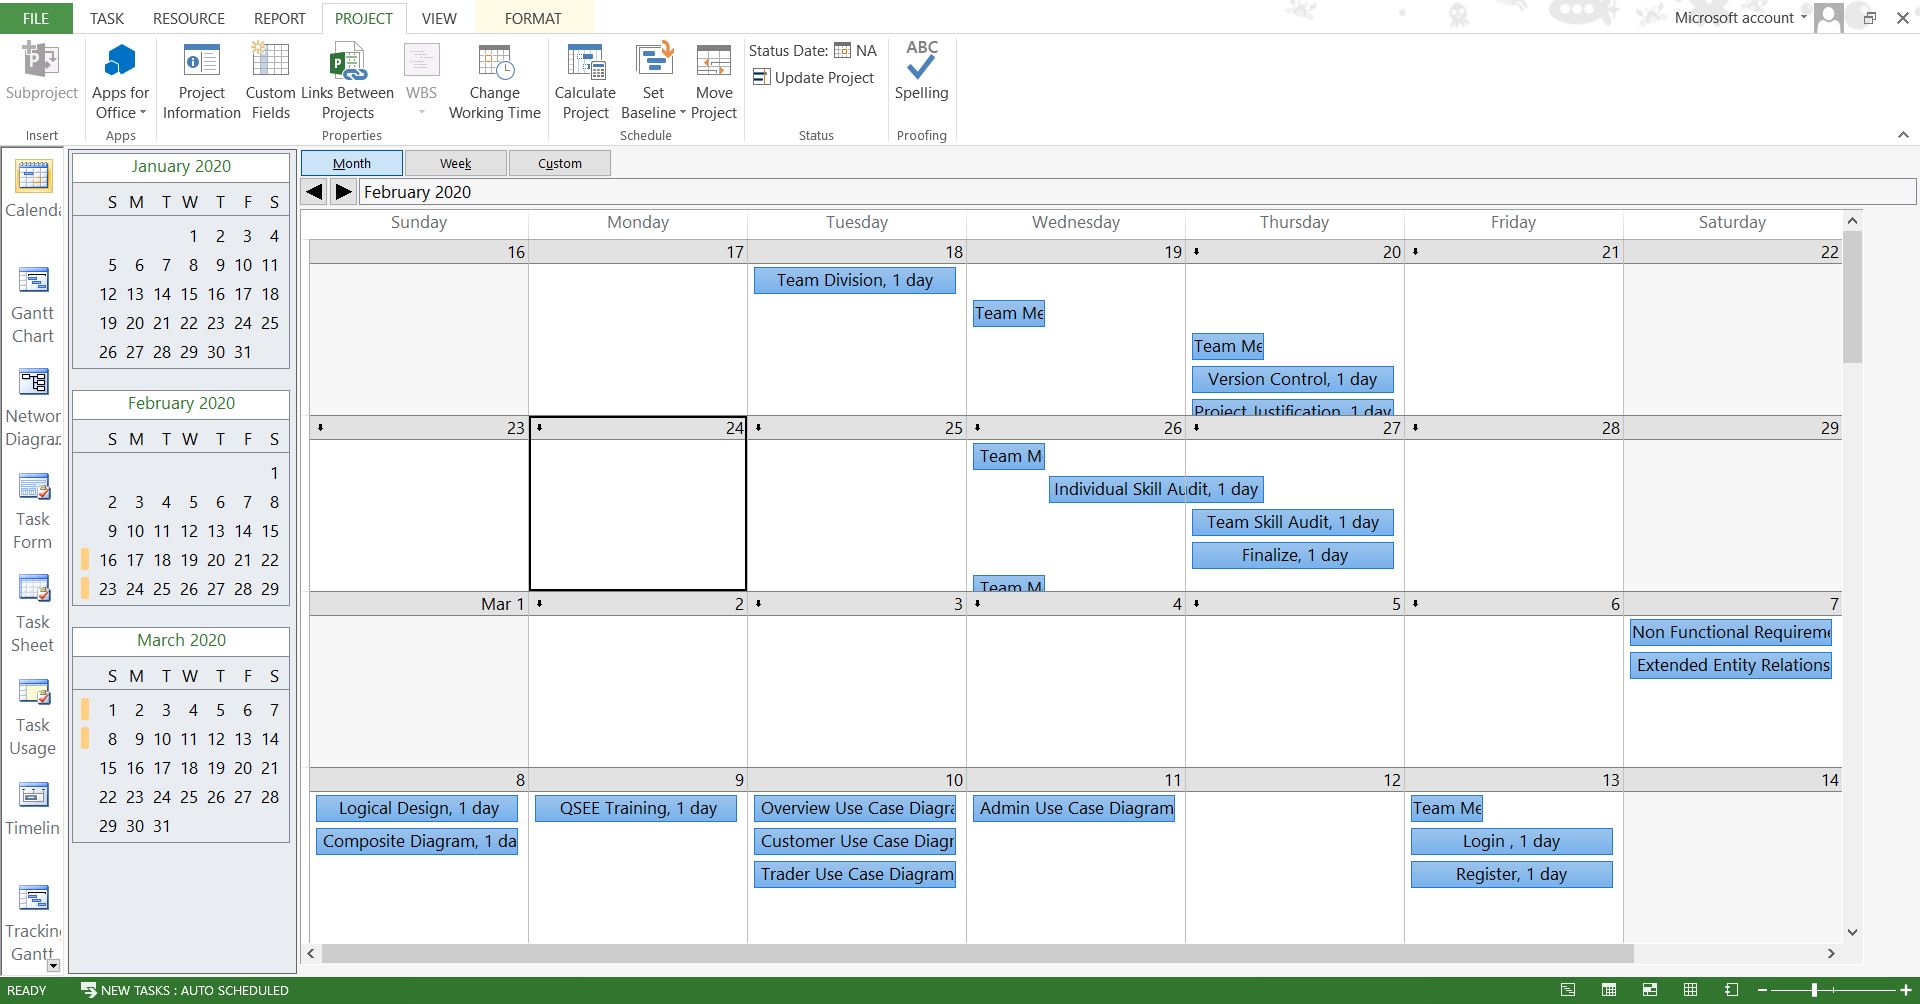 FILE TASK RESOURCE REPORT PROJECT VIEW FORMAT Microsoft account
Subproject
Apps for Office
Project Information
Custom Fields
Links Between Projects
WBS
Change Working Time
Calculate Project
Set Baseline
Move Project
Status Date: NA
Update Project
ABC
Spelling
Insert Apps Properties Schedule Status Proofing
Calenda
Gantt
Chart
Networ
Diagrar
Task
Form
Task
Sheet
Task
Usage
Timelin
Tracking
Gantt
January 2020
S M T W T F S
1 2 3 4
5 6 7 8 9 10 11
12 13 14 15 16 17 18
19 20 21 22 23 24 25
26 27 28 29 30 31
February 2020
S M T W T F S
1
2 3 4 5 6 7 8
9 10 11 12 13 14 15
16 17 18 19 20 21 22
23 24 25 26 27 28 29
March 2020
S M T W T F S
1 2 3 4 5 6 7
8 9 10 11 12 13 14
15 16 17 18 19 20 21
22 23 24 25 26 27 28
29 30 31
Month Week Custom
February 2020
Sunday Monday Tuesday Wednesday Thursday Friday Saturday
16 17 18 19 20 21 22
Team Division, 1 day
Team Me
Team Me
Version Control, 1 day
Project Justification, 1 day
23 24 25 26 27 28 29
Team M
Individual Skill Audit, 1 day
Team Skill Audit, 1 day
Finalize, 1 day
Team M
Mar 1 2 3 4 5 6 7
Non Functional Requireme
Extended Entity Relations
8 9 10 11 12 13 14
Logical Design, 1 day QSEE Training, 1 day Overview Use Case Diagra Admin Use Case Diagram Team Me
Composite Diagram, 1 da Customer Use Case Diagr Login , 1 day
Trader Use Case Diagram Register, 1 day
READY NEW TASKS : AUTO SCHEDULED